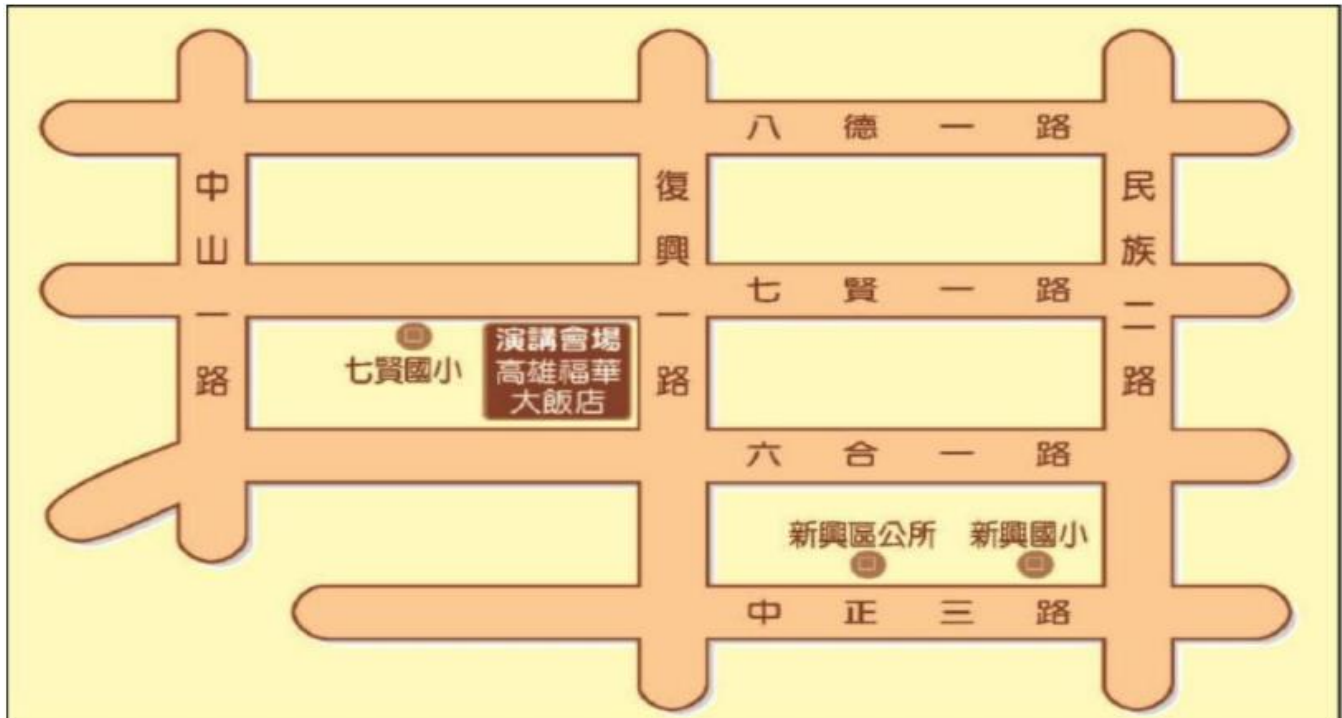 八德一路
中山一路
復興一路
民族二路
七賢一路
七賢國小
演講會場
高雄福華
大飯店
六合一路
新興區公所
新興國小
中正三路